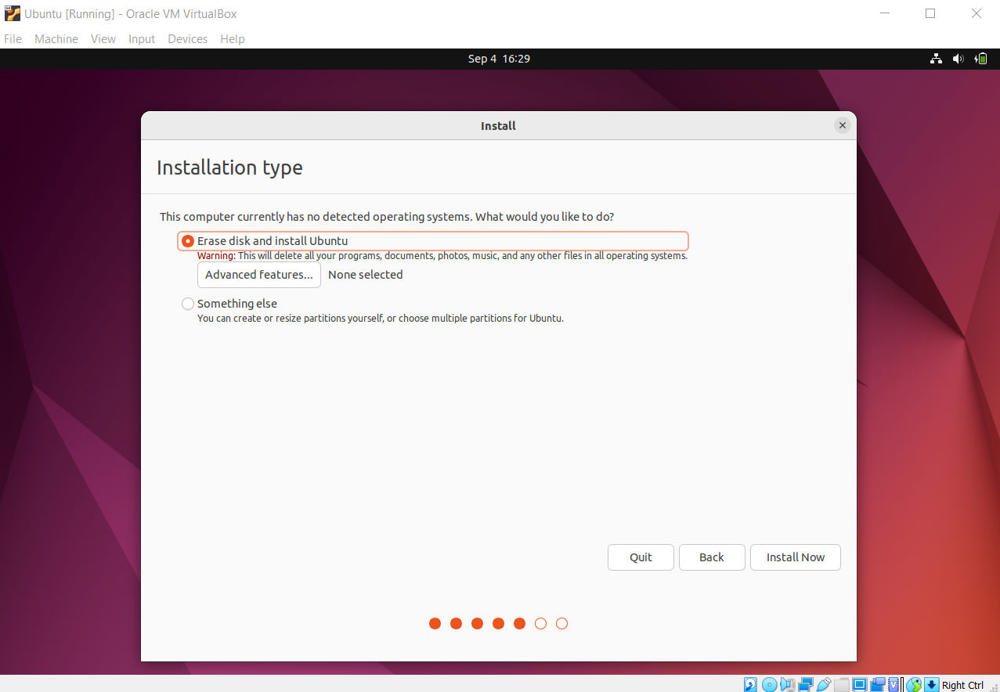 Ubuntu [Running] - Oracle VM VirtualBox
File Machine View Input Devices Help
Sep 4 16:29
Install
Installation type
This computer currently has no detected operating systems. What would you like to do?
Erase disk and install Ubuntu
Warning: This will delete all your programs, documents, photos, music, and any other files in all operating systems.
Advanced features... None selected
Something else
You can create or resize partitions yourself, or choose multiple partitions for Ubuntu.
Quit Back Install Now
Right Ctrl